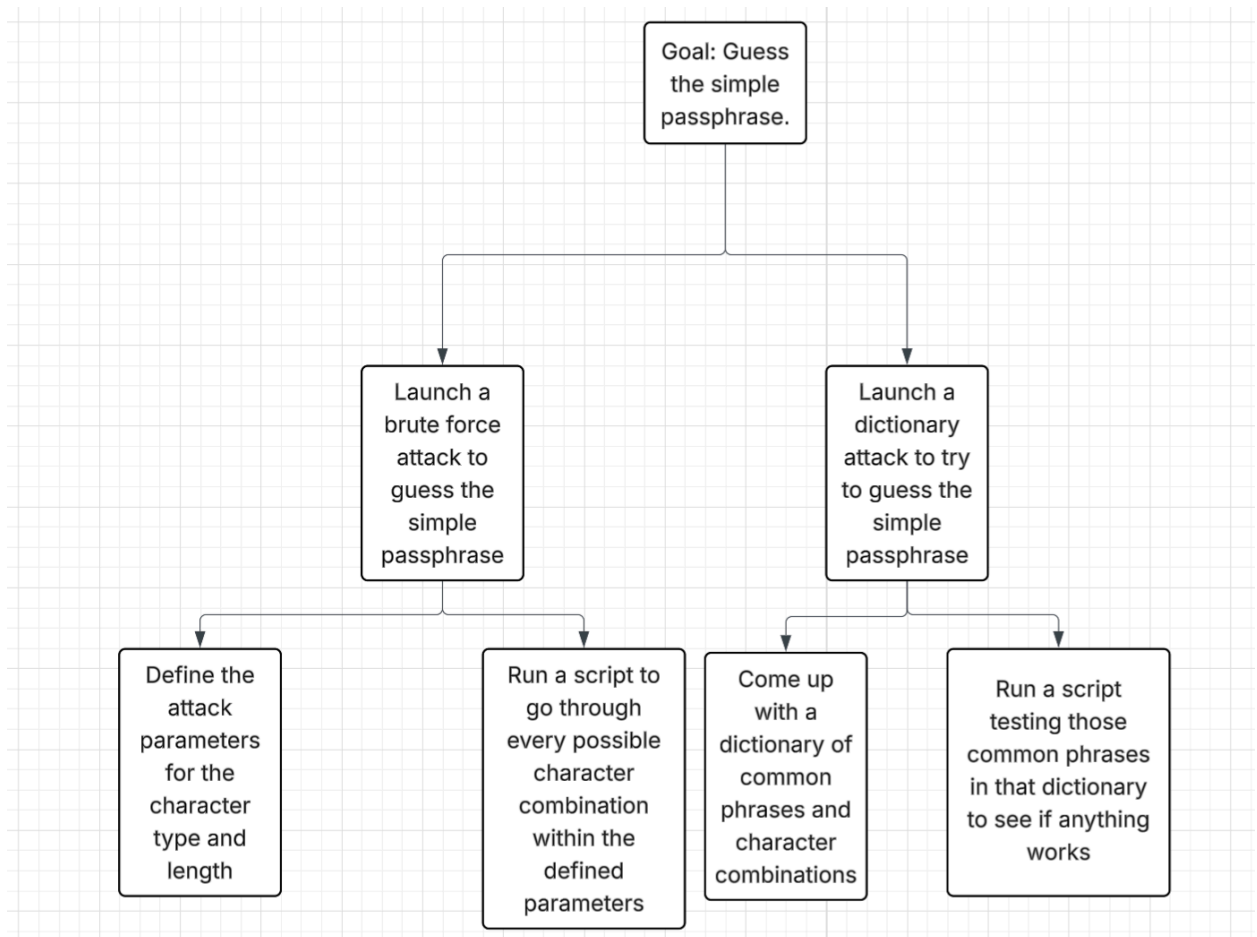 Goal: Guess
the simple
passphrase.
Launch a
brute force
attack to
guess the
simple
passphrase
Launch a
dictionary
attack to try
to guess the
simple
passphrase
Define the
attack
parameters
for the
character
type and
length
Run a script to
go through
every possible
character
combination
within the
defined
parameters
Come up
with a
dictionary of
common
phrases and
character
combinations
Run a script
testing those
common phrases
in that dictionary
to see if anything
works